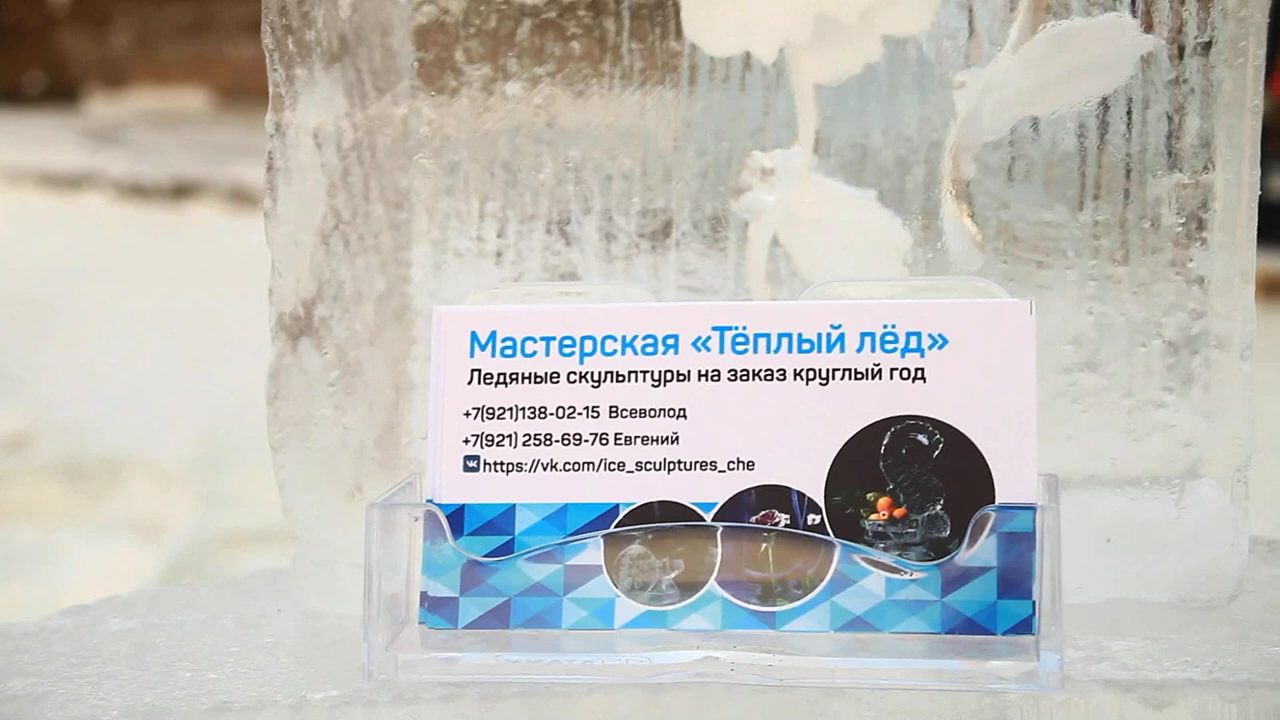 Мастерская «Тёплый лёд»
Ледяные скульптуры на заказ круглый год
+7(921)138-02-15 Всеволод
+7(921) 258-69-76 Евгений
https://vk.com/ice_sculptures_che